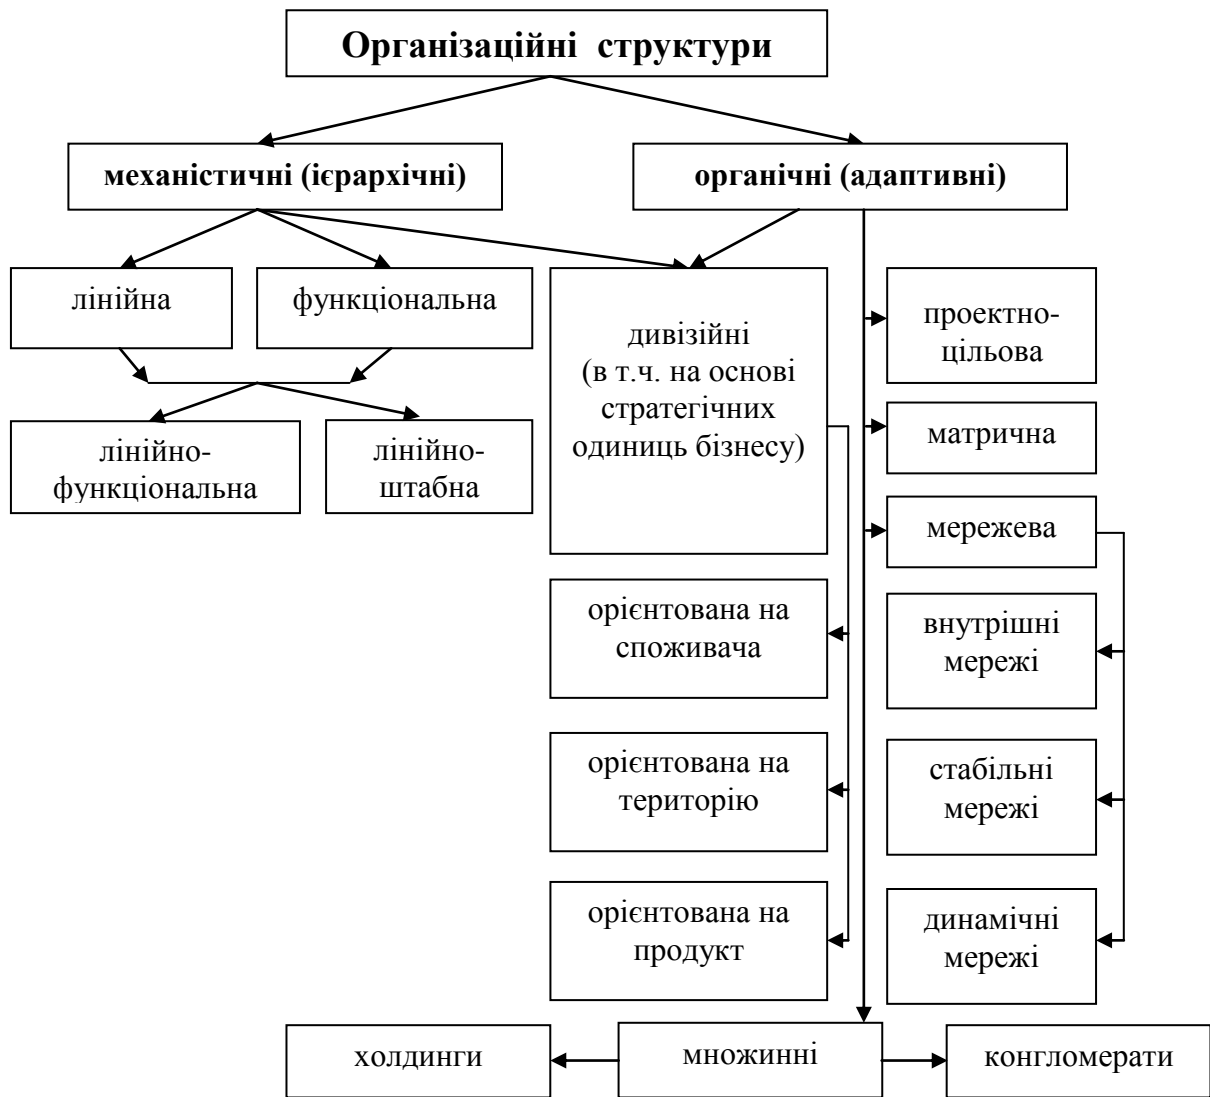 Організаційні структури
механістичні (ієрархічні)
органічні (адаптивні)
лінійна
функціональна
дивізійні
(в т.ч. на основі
стратегічних
одиниць бізнесу)
проектно-
цільова
матрична
лінійно-
функціональна
лінійно-
штабна
мережева
орієнтована на
споживача
внутрішні
мережі
орієнтована на
територію
стабільні
мережі
орієнтована на
продукт
динамічні
мережі
холдинги
множинні
конгломерати